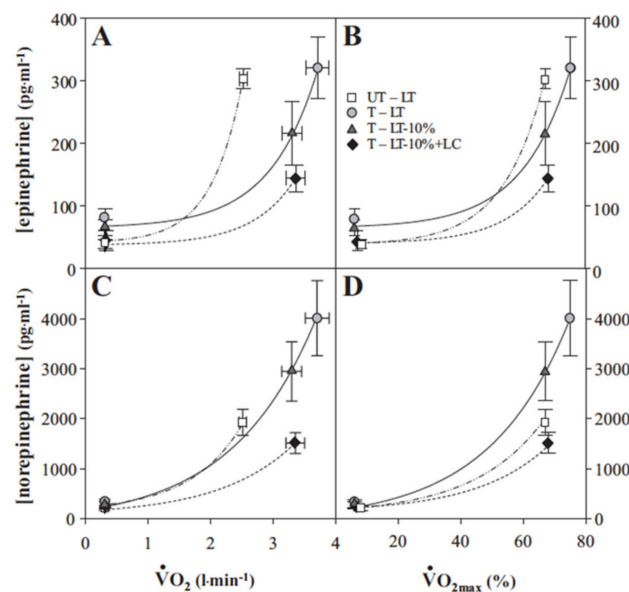 A
B
400
300
200
100
0
[epinephrine] (pg·ml⁻¹)
UT – LT
T – LT
T – LT-10%
T – LT-10%+LC
400
300
200
100
0
C
D
4000
3000
2000
1000
0
[norepinephrine] (pg·ml⁻¹)
4000
3000
2000
1000
0
0 1 2 3 4
20 40 60 80
V̇O₂ (l·min⁻¹)
V̇O₂max (%)